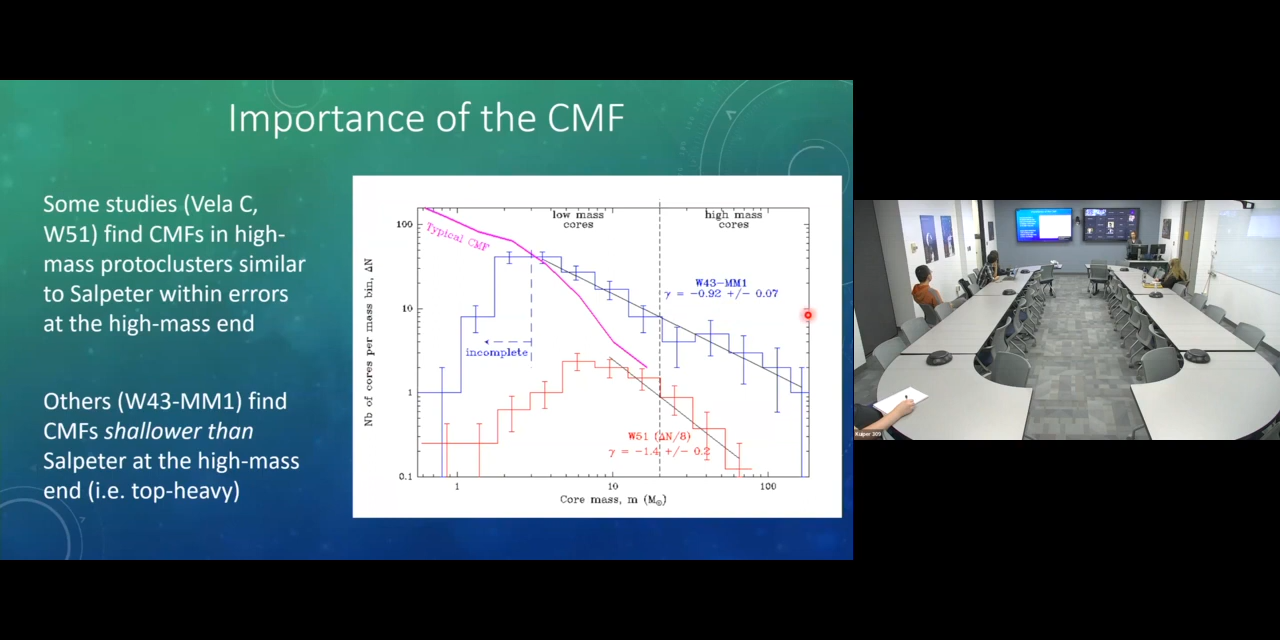 Importance of the CMF
Some studies (Vela C,
W51) find CMFs in high-
mass protoclusters similar
to Salpeter within errors
at the high-mass end
Others (W43-MM1) find
CMFs shallower than
Salpeter at the high-mass
end (i.e. top-heavy)
low mass
cores
high mass
cores
Typical CMF
W43-MM1
γ = -0.92 +/- 0.07
incomplete
W51 (ΔN/8)
γ = -1.4 +/- 0.2
Nb of cores per mass bin, ΔN
100
10
1
0.1
1
10
100
Core mass, m (M⊙)
Kuiper 309